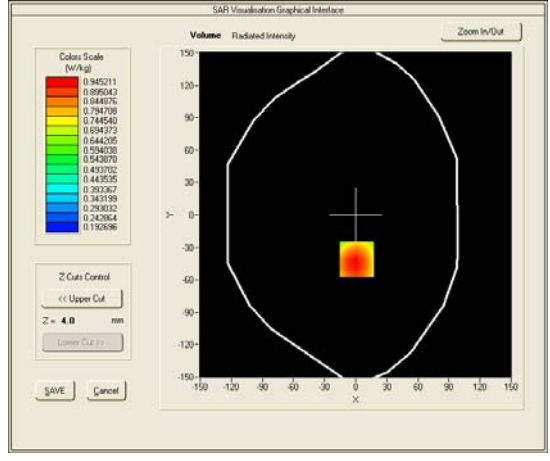 SAR Visualisation Graphical Interface
Volume Radiated Intensity
Zoom In/Out
Colors Scale
(W/kg)
0.945211
0.895043
0.844876
0.794708
0.744540
0.694373
0.644205
0.594038
0.543870
0.493702
0.443535
0.393367
0.343199
0.293032
0.242864
0.192696
150-
120-
90-
60-
30-
0-
-30-
-60-
-90-
-120-
-150-
Y
-150 -120 -90 -60 -30 0 30 60 90 120 150
X
Z Cuts Control
<< Upper Cut
Z = 4.0 mm
Lower Cut >>
SAVE Cancel